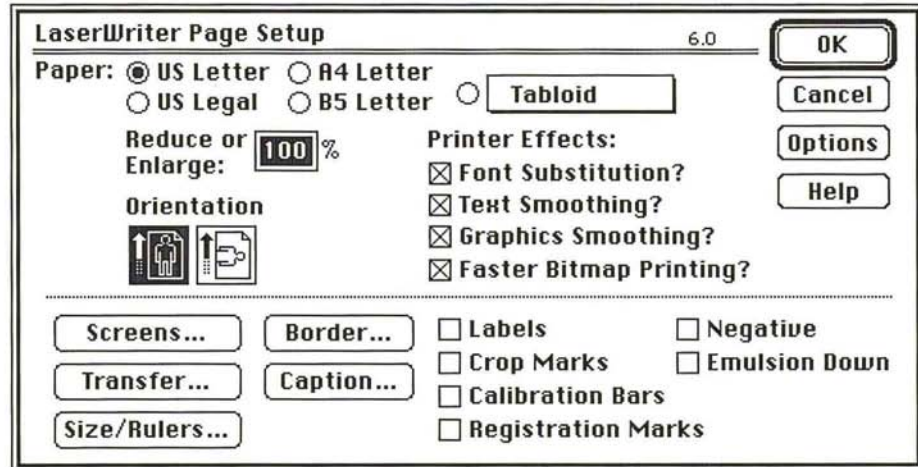 LaserWriter Page Setup 6.0 OK
Paper: US Letter A4 Letter
US Legal B5 Letter Tabloid Cancel
Reduce or Enlarge: 100 % Printer Effects: Options
Font Substitution?
Help
Orientation Text Smoothing?
Graphics Smoothing?
Faster Bitmap Printing?
Screens... Border... Labels Negative
Crop Marks Emulsion Down
Transfer... Caption... Calibration Bars
Size/Rulers... Registration Marks